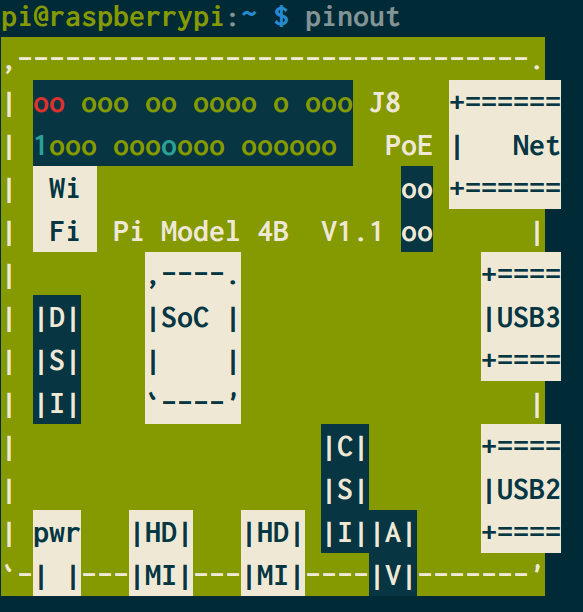 pi@raspberrypi:~ $ pinout
,--------------------------------.
| oo ooo oo oooo o ooo J8   +======
| 1ooo ooooooo oooooo   PoE |   Net
|  Wi                    oo +======
|  Fi  Pi Model 4B  V1.1 oo      |
|        ,----.               +====
| |D|    |SoC |               |USB3
| |S|    |    |               +====
| |I|    `----'                  |
|                   |C|       +====
|                   |S|       |USB2
| pwr   |HD|   |HD| |I||A|    +====
`-| |---|MI|---|MI|----|V|-------'